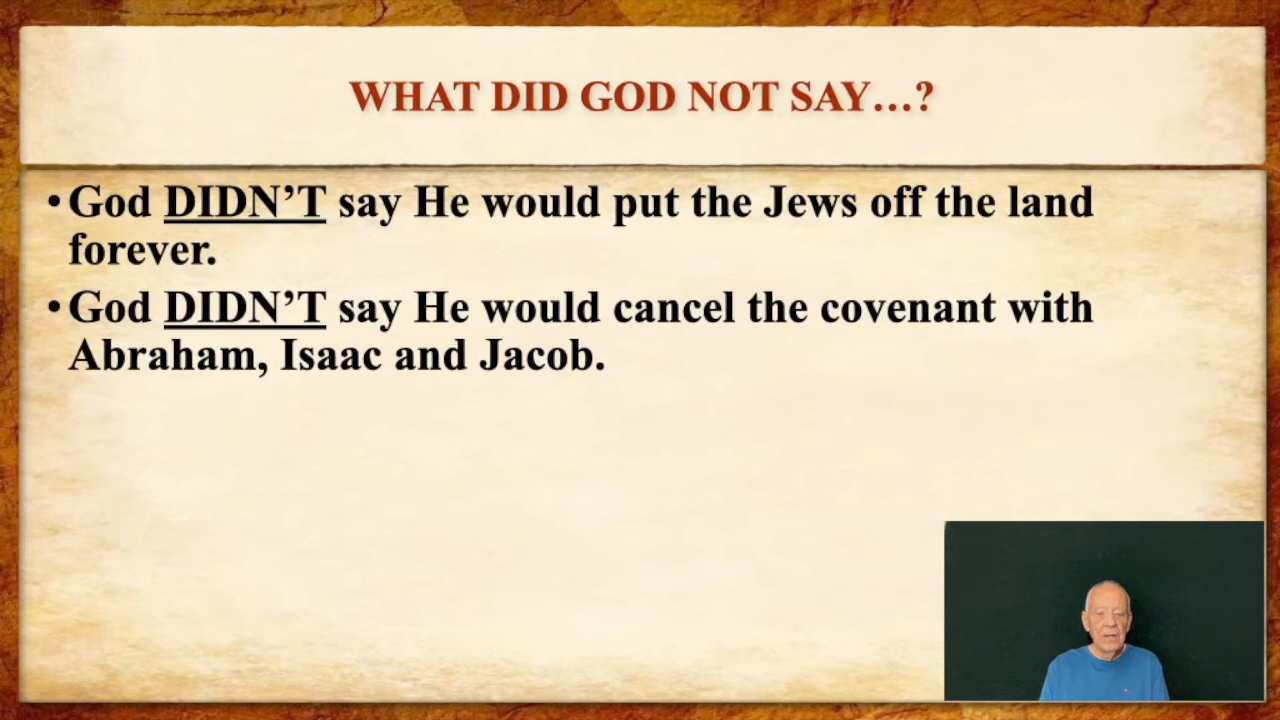 WHAT DID GOD NOT SAY…?
• God DIDN’T say He would put the Jews off the land
forever.
• God DIDN’T say He would cancel the covenant with
Abraham, Isaac and Jacob.